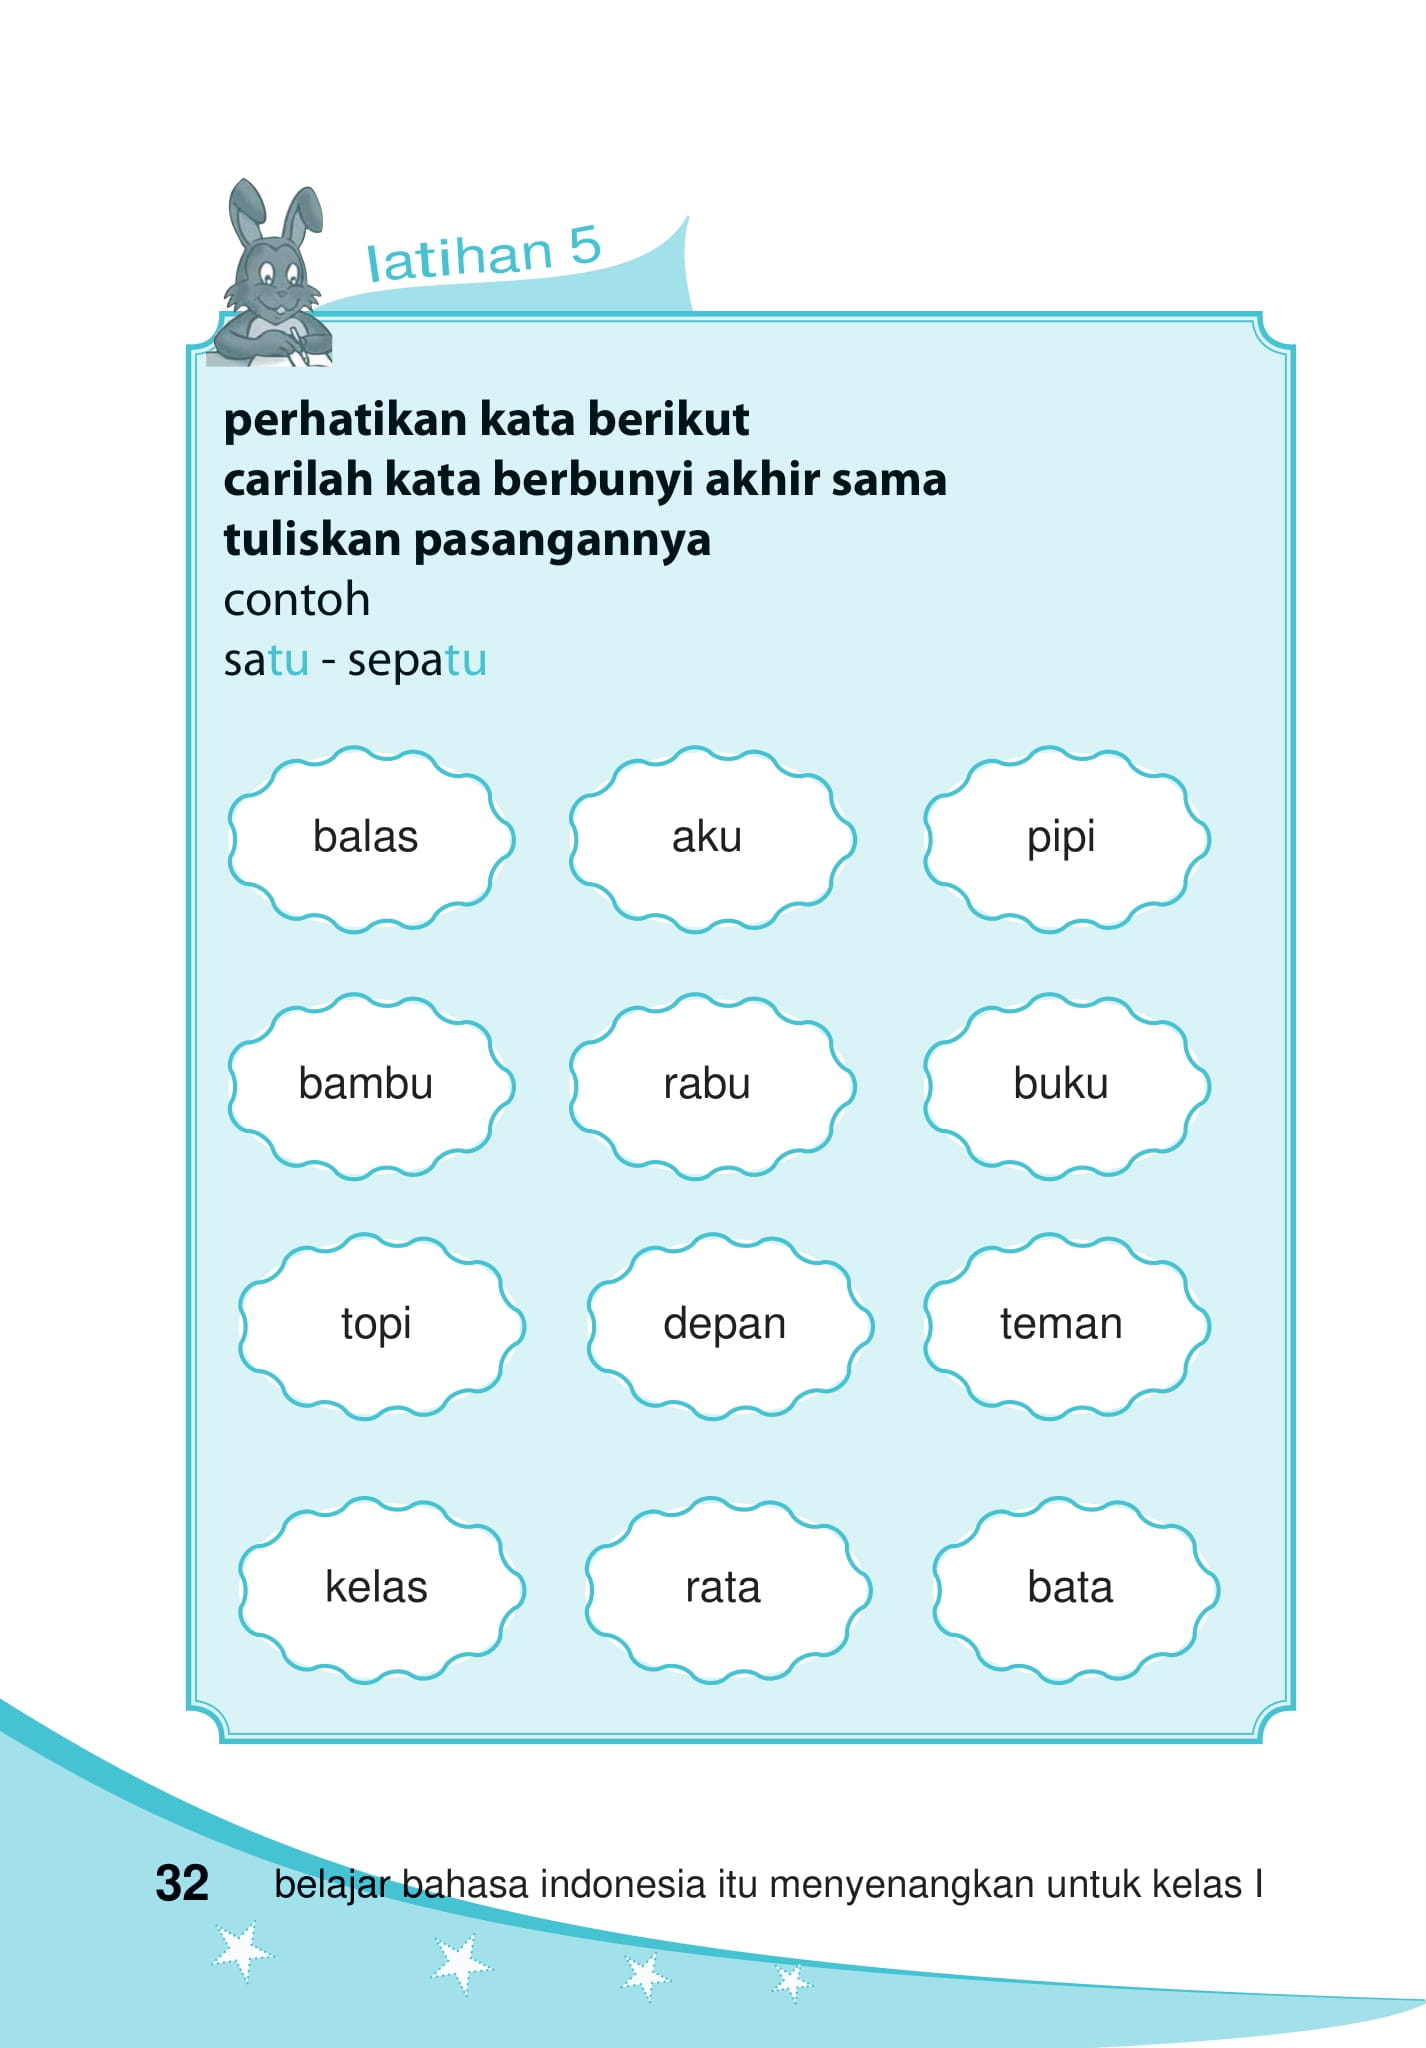 latihan 5
perhatikan kata berikut
carilah kata berbunyi akhir sama
tuliskan pasangannya
contoh
satu - sepatu
balas aku pipi
bambu rabu buku
topi depan teman
kelas rata bata
32 belajar bahasa indonesia itu menyenangkan untuk kelas I